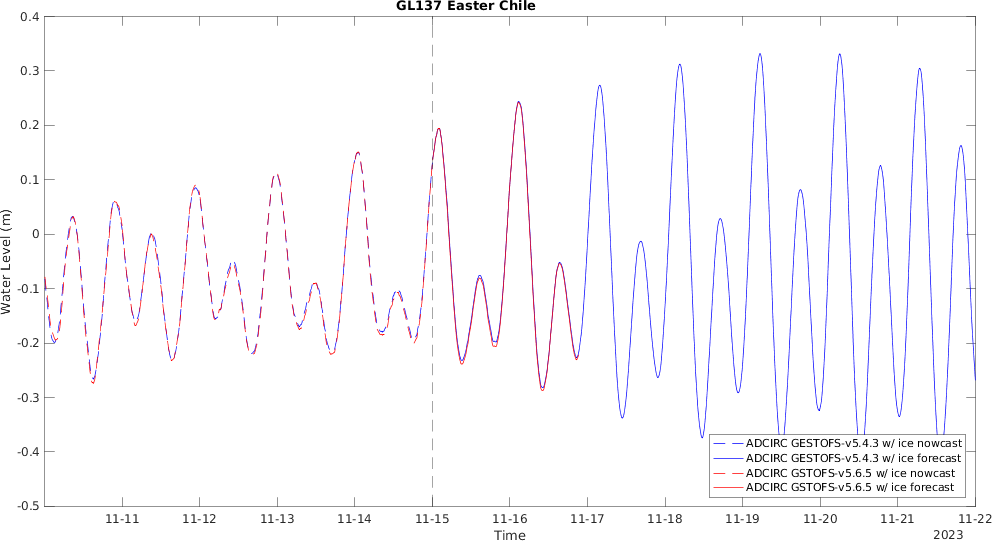 GL137 Easter Chile
0.4
0.3
0.2
0.1
0
-0.1
-0.2
-0.3
-0.4
-0.5
Water Level (m)
ADCIRC GESTOFS-v5.4.3 w/ ice nowcast
ADCIRC GESTOFS-v5.4.3 w/ ice forecast
ADCIRC GSTOFS-v5.6.5 w/ ice nowcast
ADCIRC GSTOFS-v5.6.5 w/ ice forecast
11-11 11-12 11-13 11-14 11-15 11-16 11-17 11-18 11-19 11-20 11-21 11-22
Time
2023